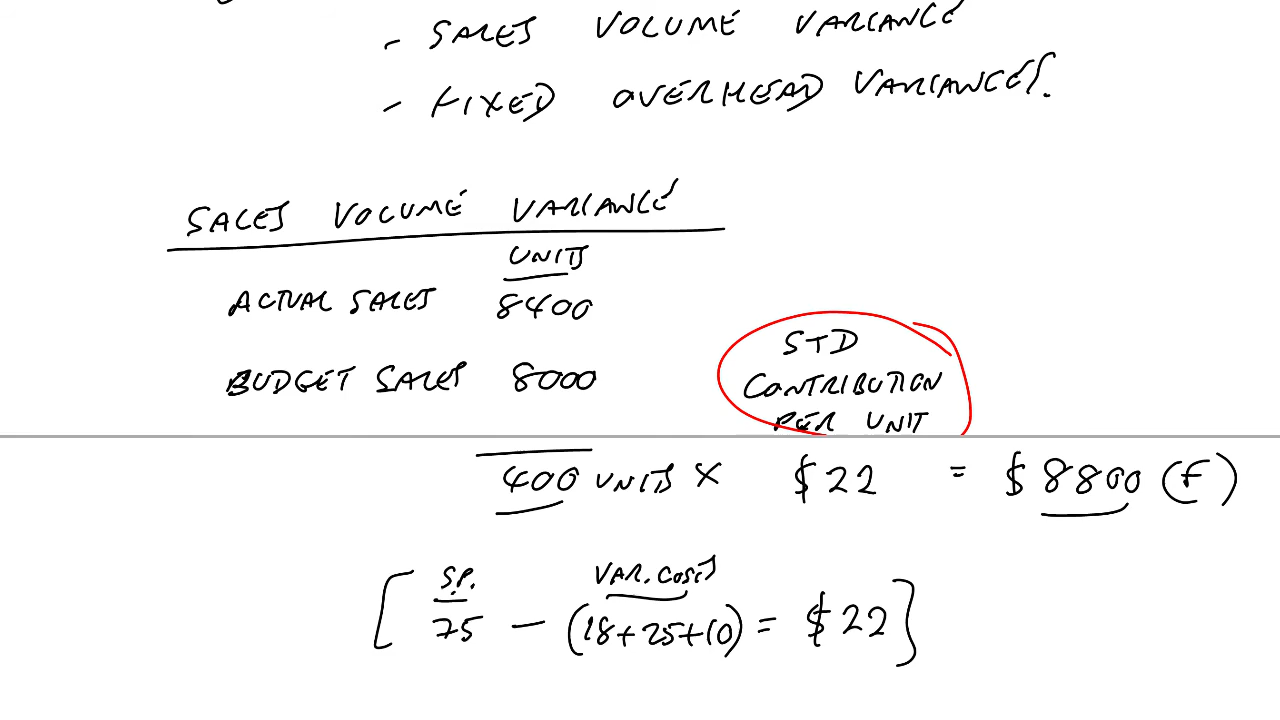 - SALES VOLUME VARIANCE
- FIXED OVERHEAD VARIANCES.
SALES VOLUME VARIANCE
UNITS
ACTUAL SALES 8400
BUDGET SALES 8000
STD
CONTRIBUTION
PER UNIT
400 UNITS X $22 = $8800 (F)
S.P. VAR. COSTS
[ 75 - (18+25+10) = $22 ]